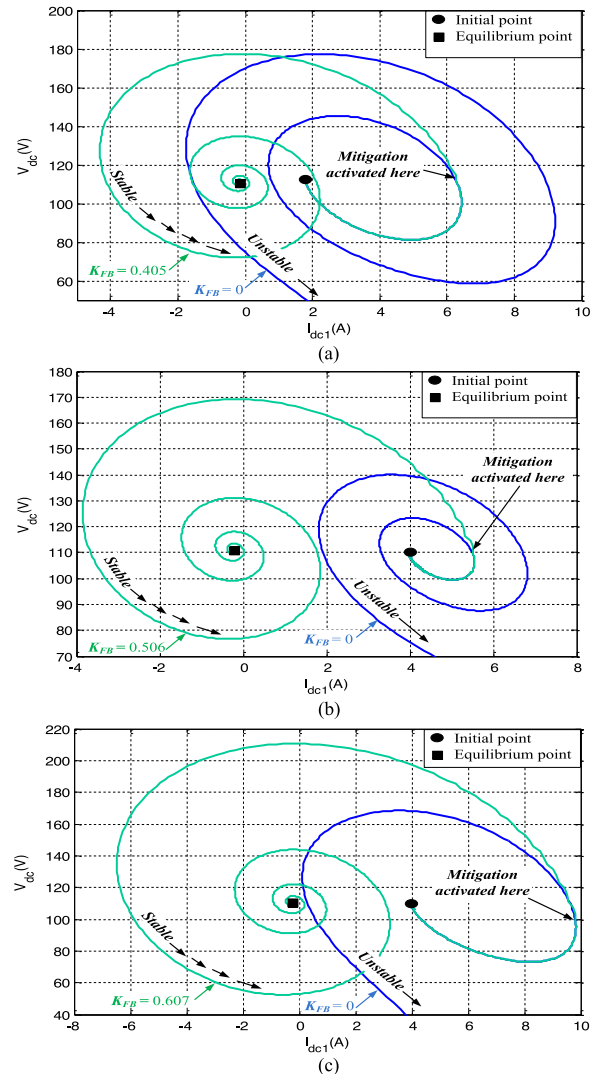 200
180
160
140
120
100
80
60
V_dc(V)
Initial point
Equilibrium point
Mitigation
activated here
Stable
Unstable
K_FB = 0.405
K_FB = 0
-4 -2 0 2 4 6 8 10
I_dc1(A)
(a)
180
170
160
150
140
130
120
110
100
90
80
70
V_dc(V)
Initial point
Equilibrium point
Mitigation
activated here
Stable
Unstable
K_FB = 0.506
K_FB = 0
-4 -2 0 2 4 6 8
I_dc1(A)
(b)
220
200
180
160
140
120
100
80
60
40
V_dc(V)
Initial point
Equilibrium point
Mitigation
activated here
Stable
Unstable
K_FB = 0.607
K_FB = 0
-8 -6 -4 -2 0 2 4 6 8 10
I_dc1(A)
(c)